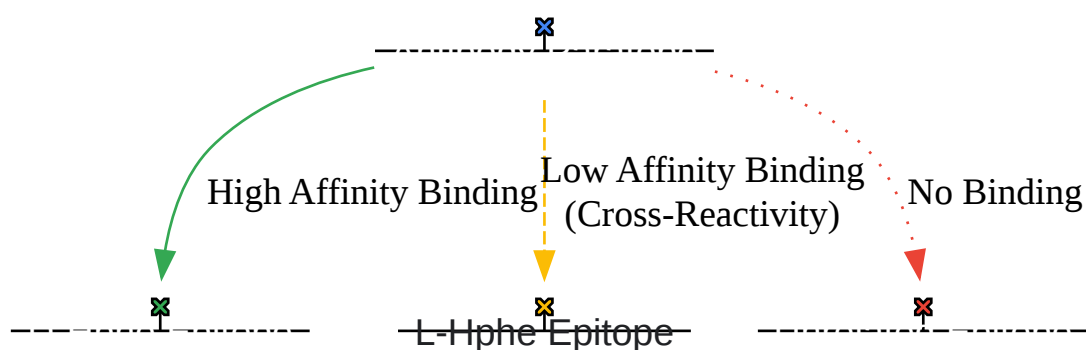 High Affinity Binding
Low Affinity Binding
(Cross-Reactivity)
No Binding
L-Hphe Epitope